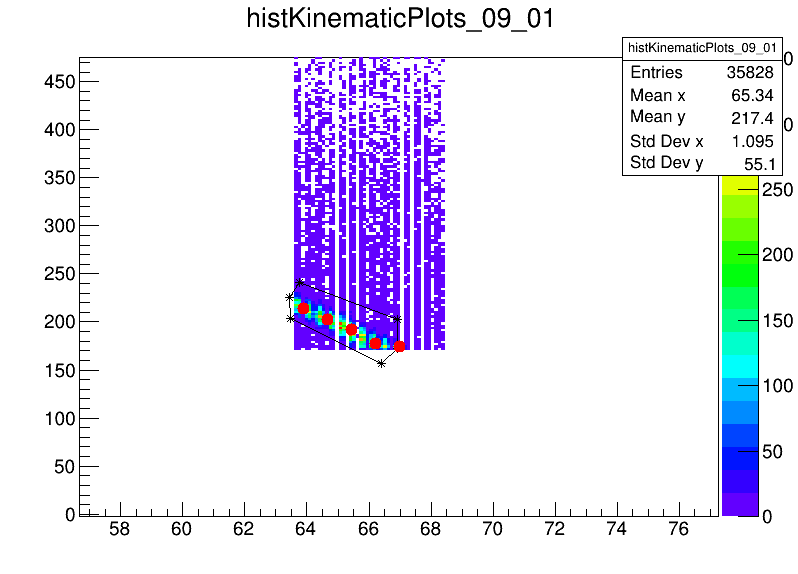 histKinematicPlots_09_01
histKinematicPlots_09_01
Entries 35828
Mean x 65.34
Mean y 217.4
Std Dev x 1.095
Std Dev y 55.1
450
400
350
300
250
200
150
100
50
0
58 60 62 64 66 68 70 72 74 76
0
0
250
200
150
100
50
0